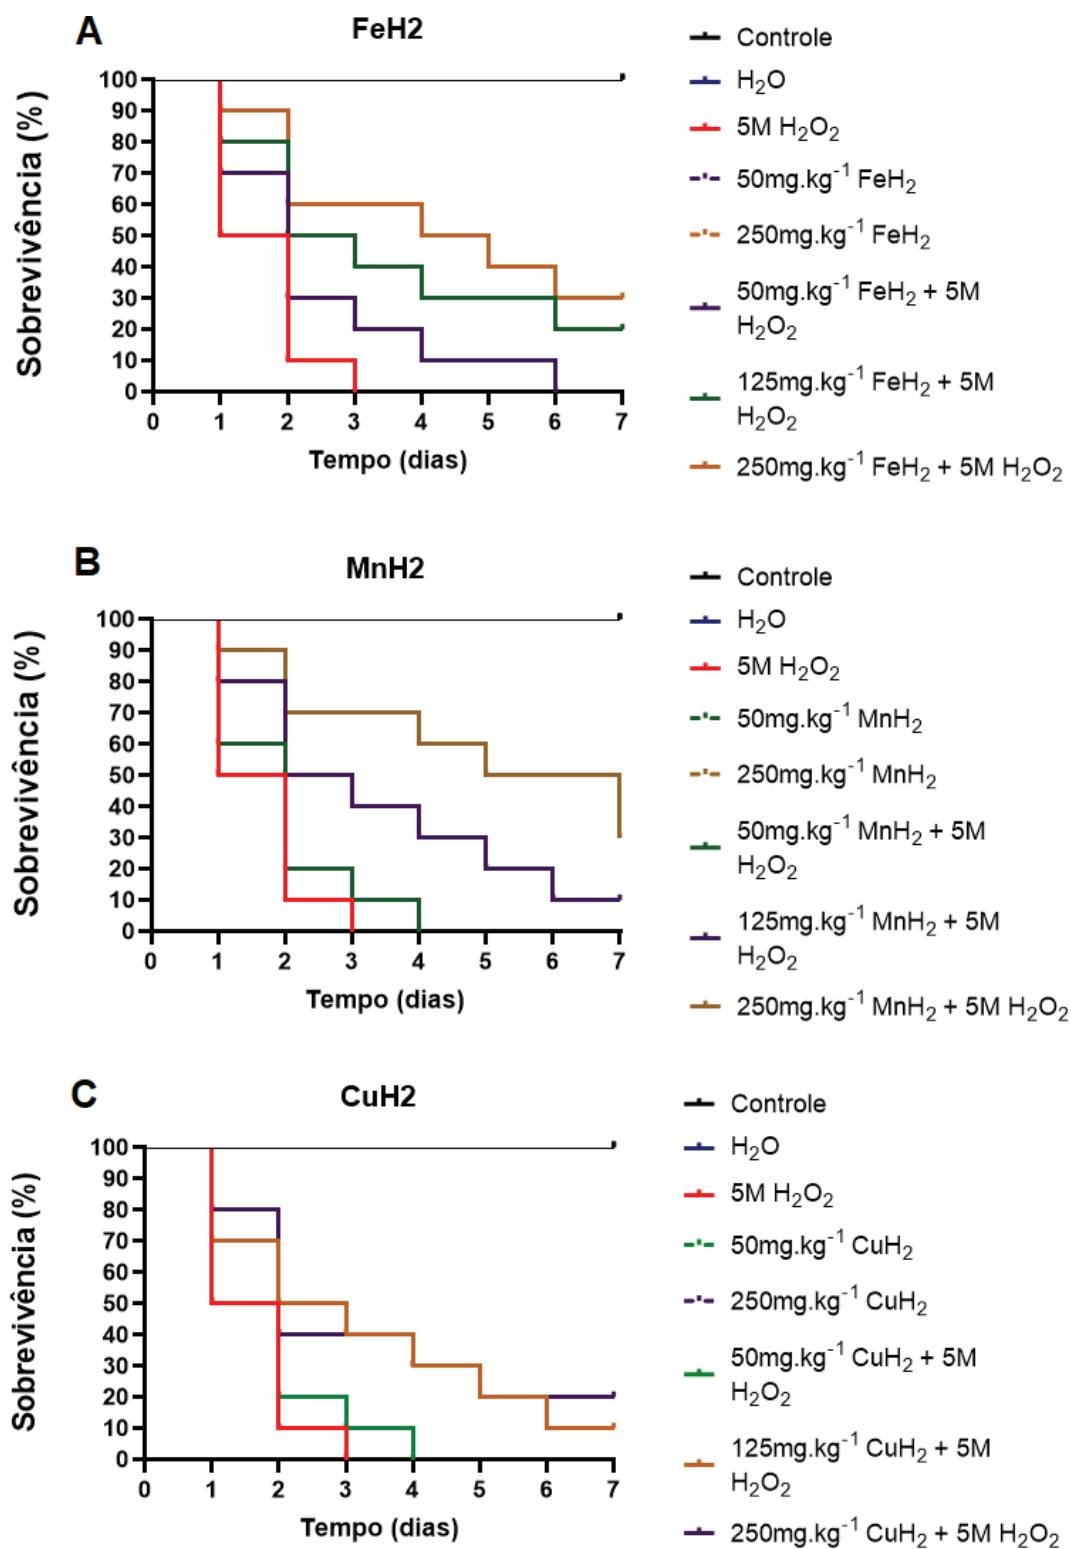 A
FeH2
Sobrevivência (%)
100
90
80
70
60
50
40
30
20
10
0
0 1 2 3 4 5 6 7
Tempo (dias)
Controle
H₂O
5M H₂O₂
50mg.kg⁻¹ FeH₂
250mg.kg⁻¹ FeH₂
50mg.kg⁻¹ FeH₂ + 5M
H₂O₂
125mg.kg⁻¹ FeH₂ + 5M
H₂O₂
250mg.kg⁻¹ FeH₂ + 5M H₂O₂
B
MnH2
Sobrevivência (%)
100
90
80
70
60
50
40
30
20
10
0
0 1 2 3 4 5 6 7
Tempo (dias)
Controle
H₂O
5M H₂O₂
50mg.kg⁻¹ MnH₂
250mg.kg⁻¹ MnH₂
50mg.kg⁻¹ MnH₂ + 5M
H₂O₂
125mg.kg⁻¹ MnH₂ + 5M
H₂O₂
250mg.kg⁻¹ MnH₂ + 5M H₂O₂
C
CuH2
Sobrevivência (%)
100
90
80
70
60
50
40
30
20
10
0
0 1 2 3 4 5 6 7
Tempo (dias)
Controle
H₂O
5M H₂O₂
50mg.kg⁻¹ CuH₂
250mg.kg⁻¹ CuH₂
50mg.kg⁻¹ CuH₂ + 5M
H₂O₂
125mg.kg⁻¹ CuH₂ + 5M
H₂O₂
250mg.kg⁻¹ CuH₂ + 5M H₂O₂